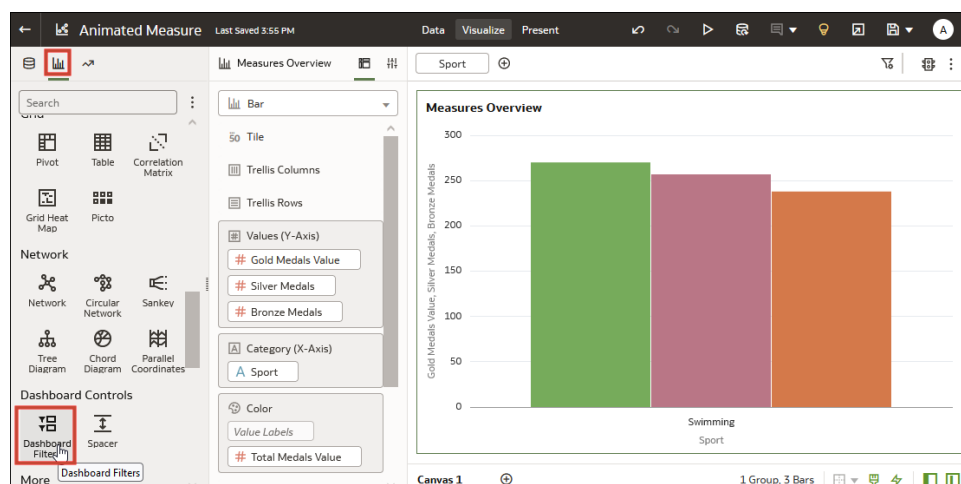 Animated Measure Last Saved 3:55 PM Data Visualize Present A
Measures Overview
Sport
Search
Grid
Pivot Table Correlation Matrix
Grid Heat Map Picto
Network
Network Circular Network Sankey
Tree Diagram Chord Diagram Parallel Coordinates
Dashboard Controls
Dashboard Filters Spacer
Dashboard Filters
More
Bar
50 Tile
Trellis Columns
Trellis Rows
# Values (Y-Axis)
# Gold Medals Value
# Silver Medals
# Bronze Medals
A Category (X-Axis)
A Sport
Color
Value Labels
# Total Medals Value
Measures Overview
Gold Medals Value, Silver Medals, Bronze Medals
300
250
200
150
100
50
0
Swimming
Sport
Canvas 1
1 Group, 3 Bars